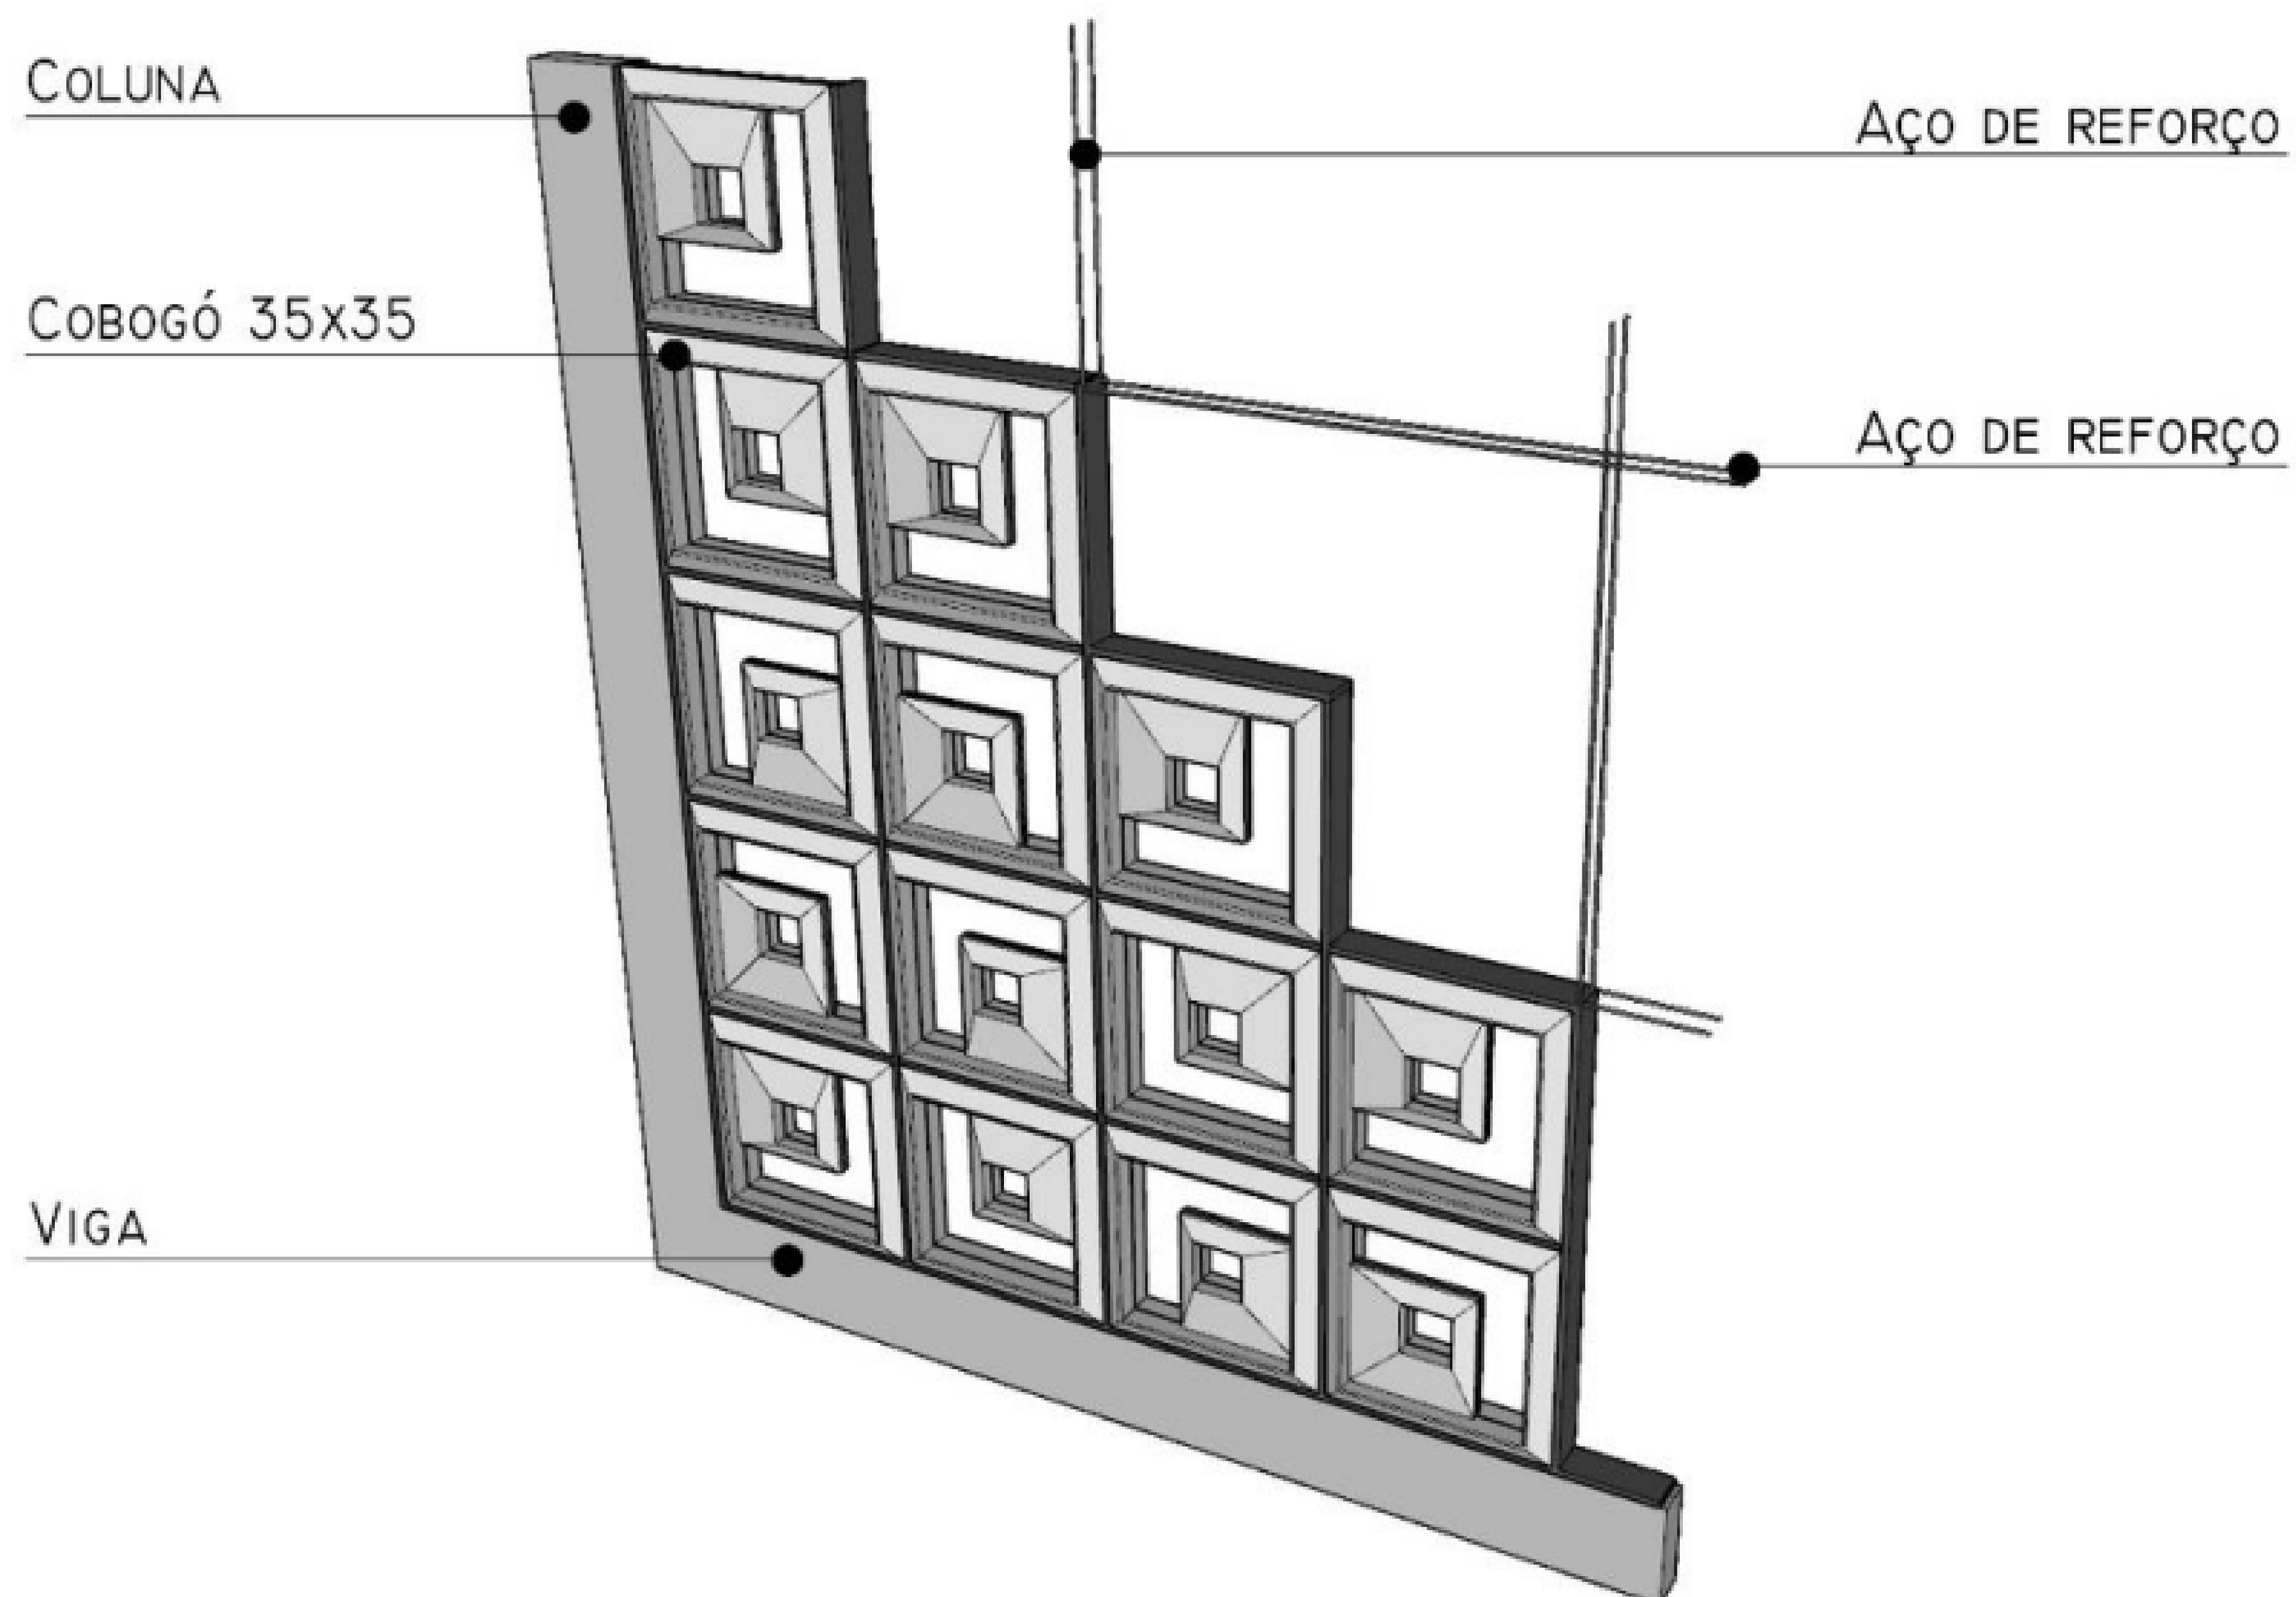 COLUNA
AÇO DE REFORÇO
COBOGÓ 35X35
AÇO DE REFORÇO
VIGA